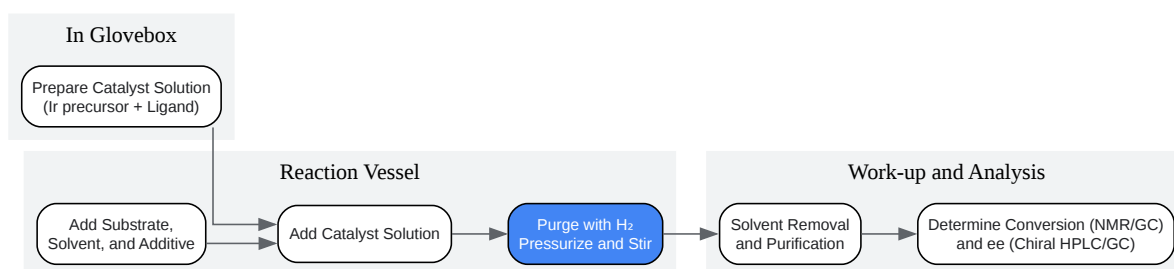 In Glovebox
Prepare Catalyst Solution
(Ir precursor + Ligand)
Reaction Vessel
Add Substrate,
Solvent, and Additive
Add Catalyst Solution
Purge with H₂
Pressurize and Stir
Work-up and Analysis
Solvent Removal
and Purification
Determine Conversion (NMR/GC)
and ee (Chiral HPLC/GC)